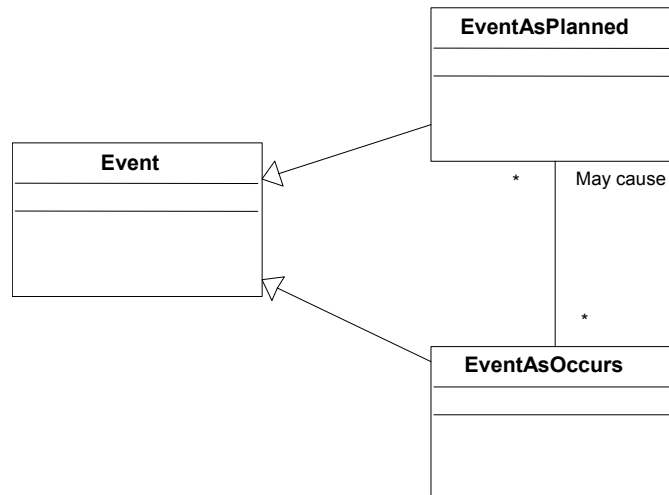 EventAsPlanned
Event
* May cause
*
EventAsOccurs